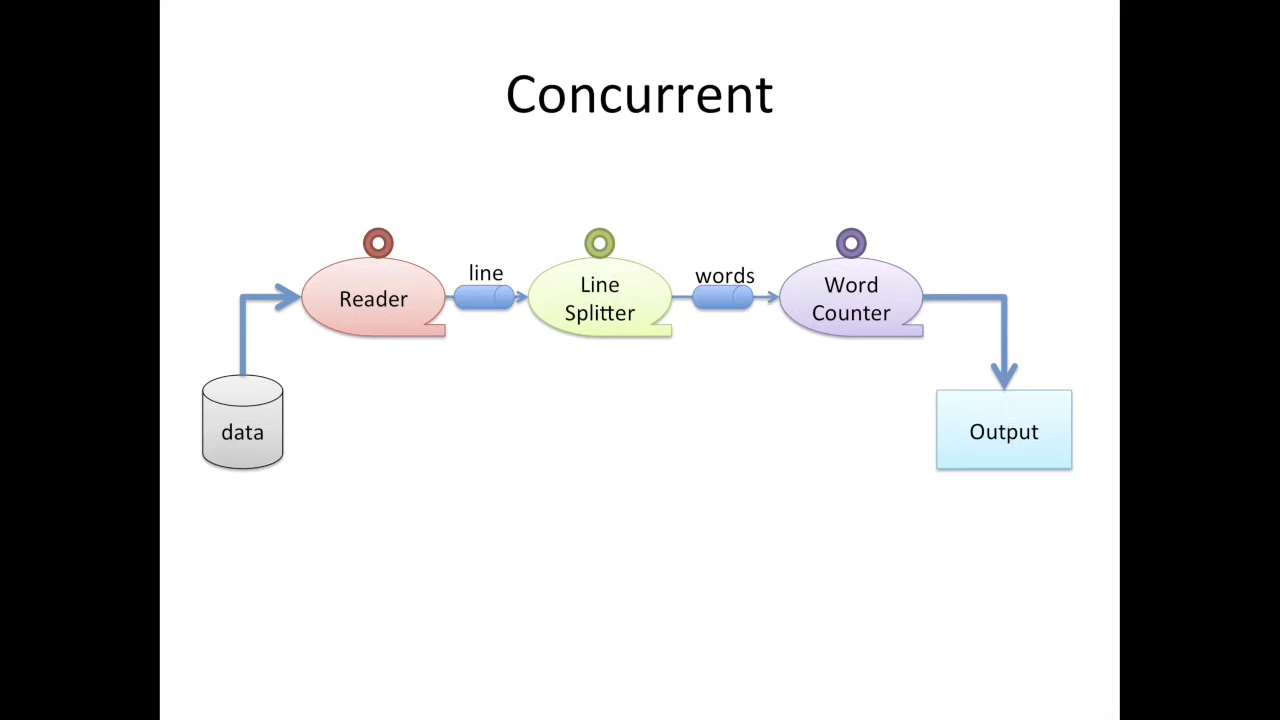 Concurrent
Reader
line
Line
Splitter
words
Word
Counter
data
Output